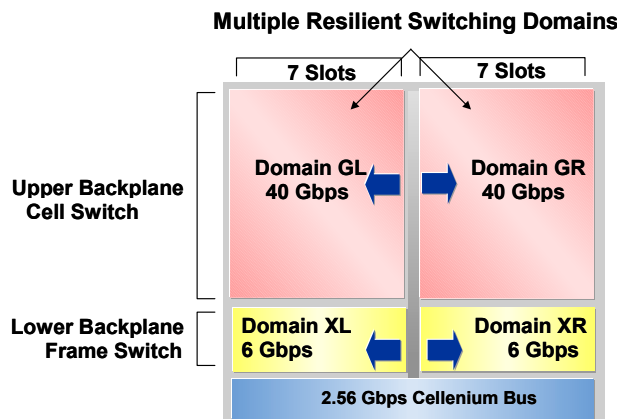 Multiple Resilient Switching Domains
7 Slots
7 Slots
Upper Backplane
Cell Switch
Domain GL
40 Gbps
Domain GR
40 Gbps
Lower Backplane
Frame Switch
Domain XL
6 Gbps
Domain XR
6 Gbps
2.56 Gbps Cellenium Bus